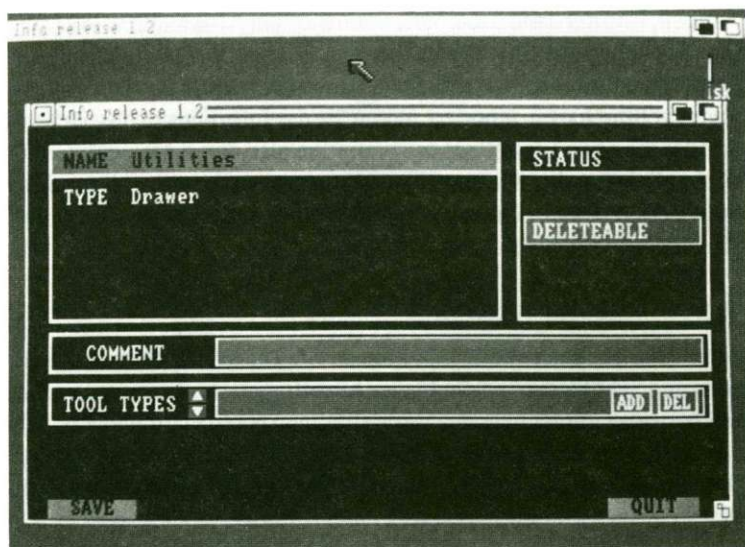 Info release 1.2
isk
Info release 1.2
NAME Utilities
TYPE Drawer
STATUS
DELETEABLE
COMMENT
TOOL TYPES
ADD DEL
SAVE
QUIT